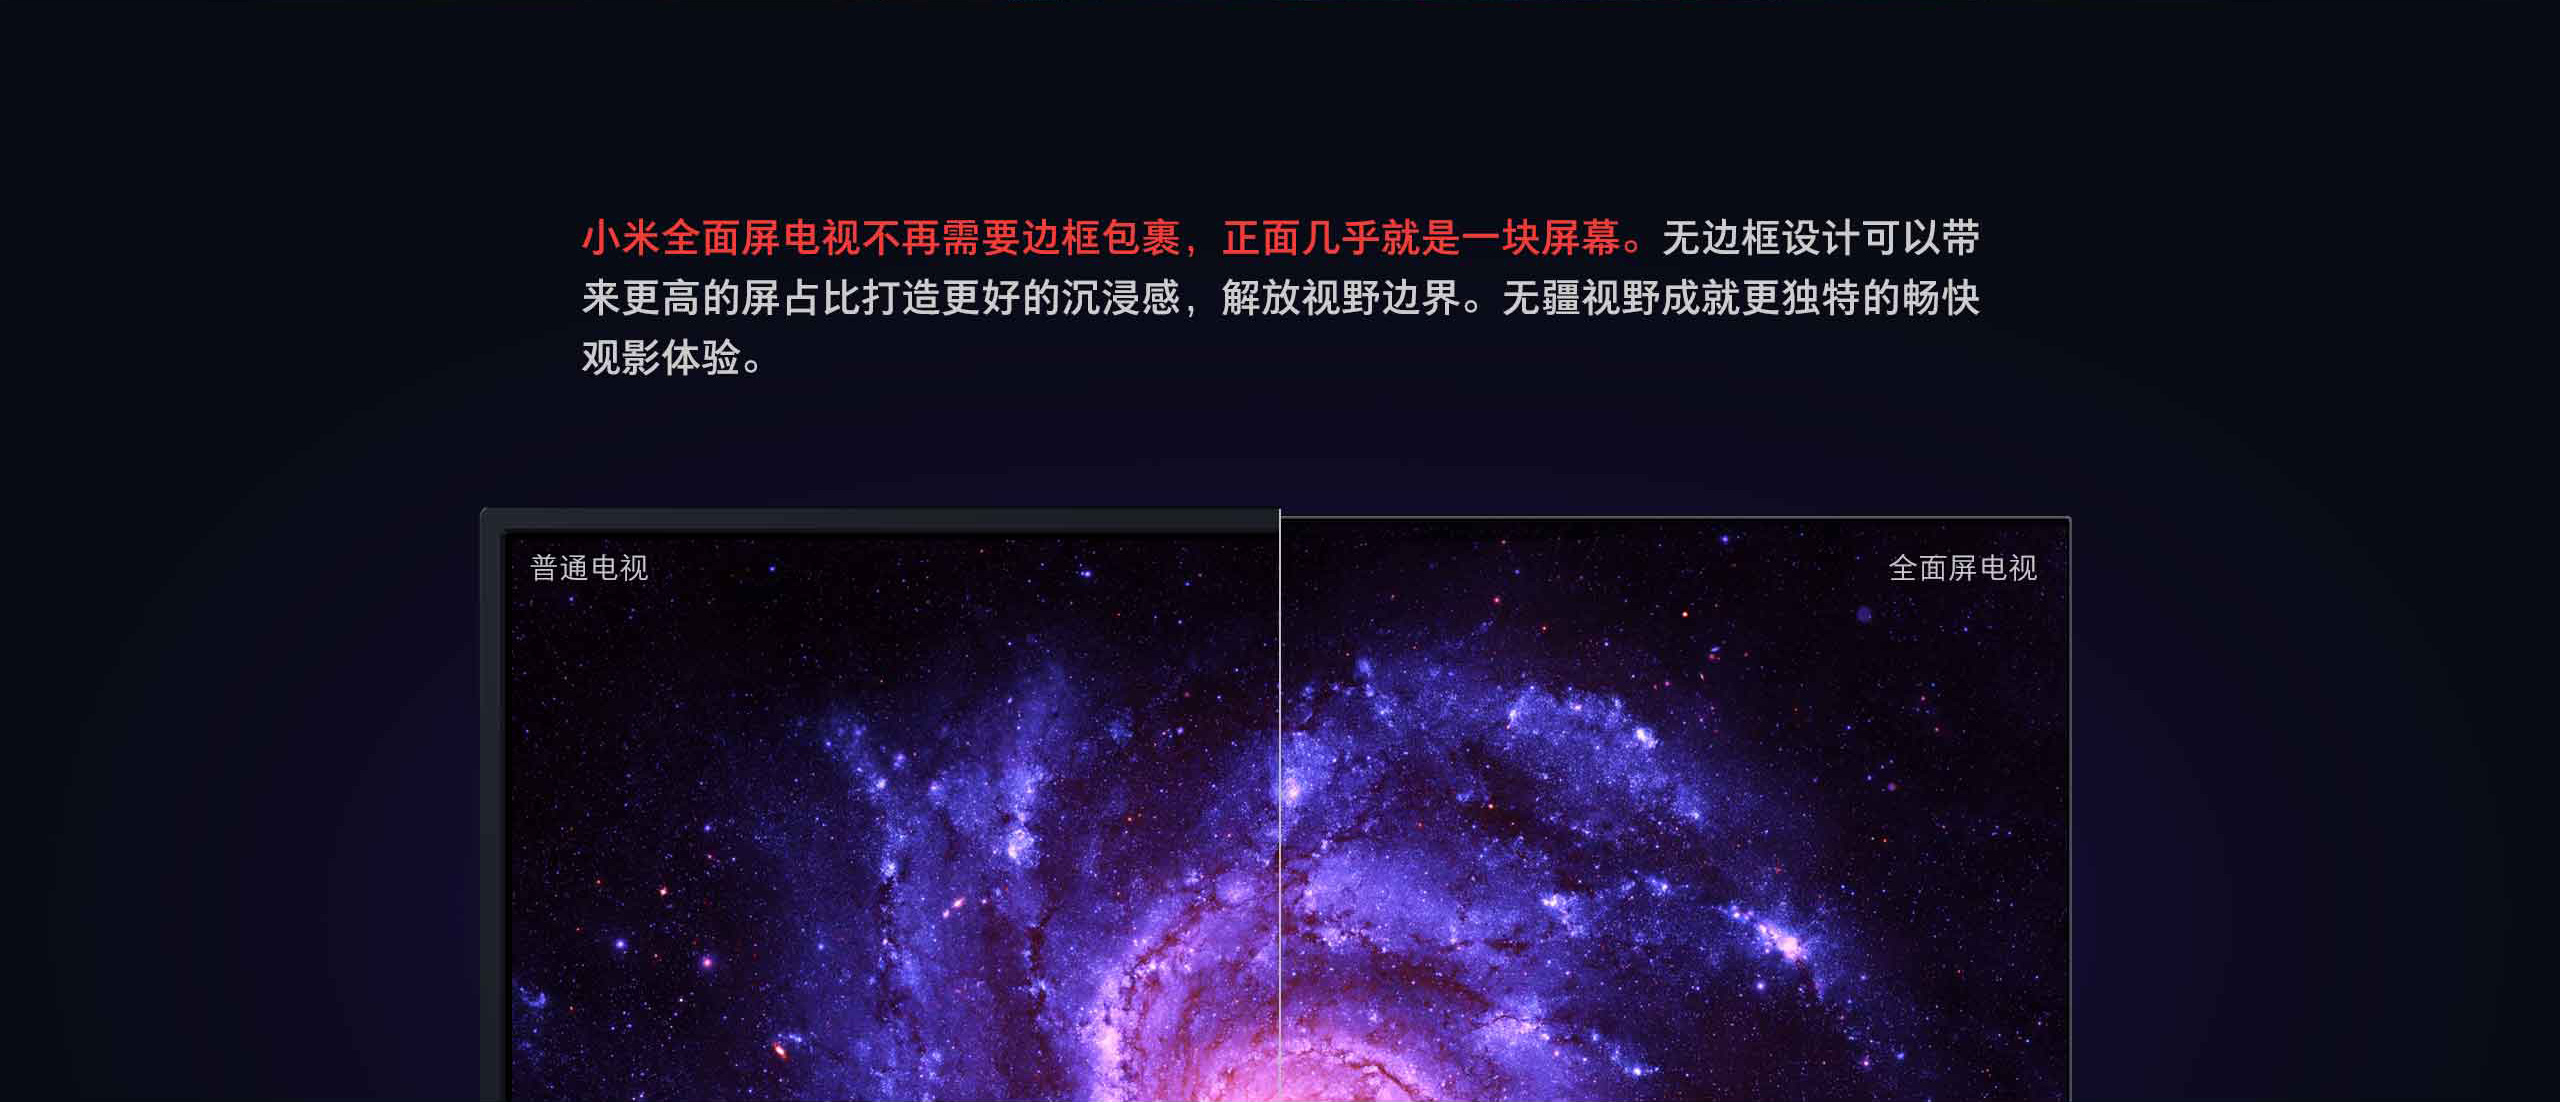 小米全面屏电视不再需要边框包裹，正面几乎就是一块屏幕。无边框设计可以带
来更高的屏占比打造更好的沉浸感，解放视野边界。无疆视野成就更独特的畅快
观影体验。
普通电视
全面屏电视